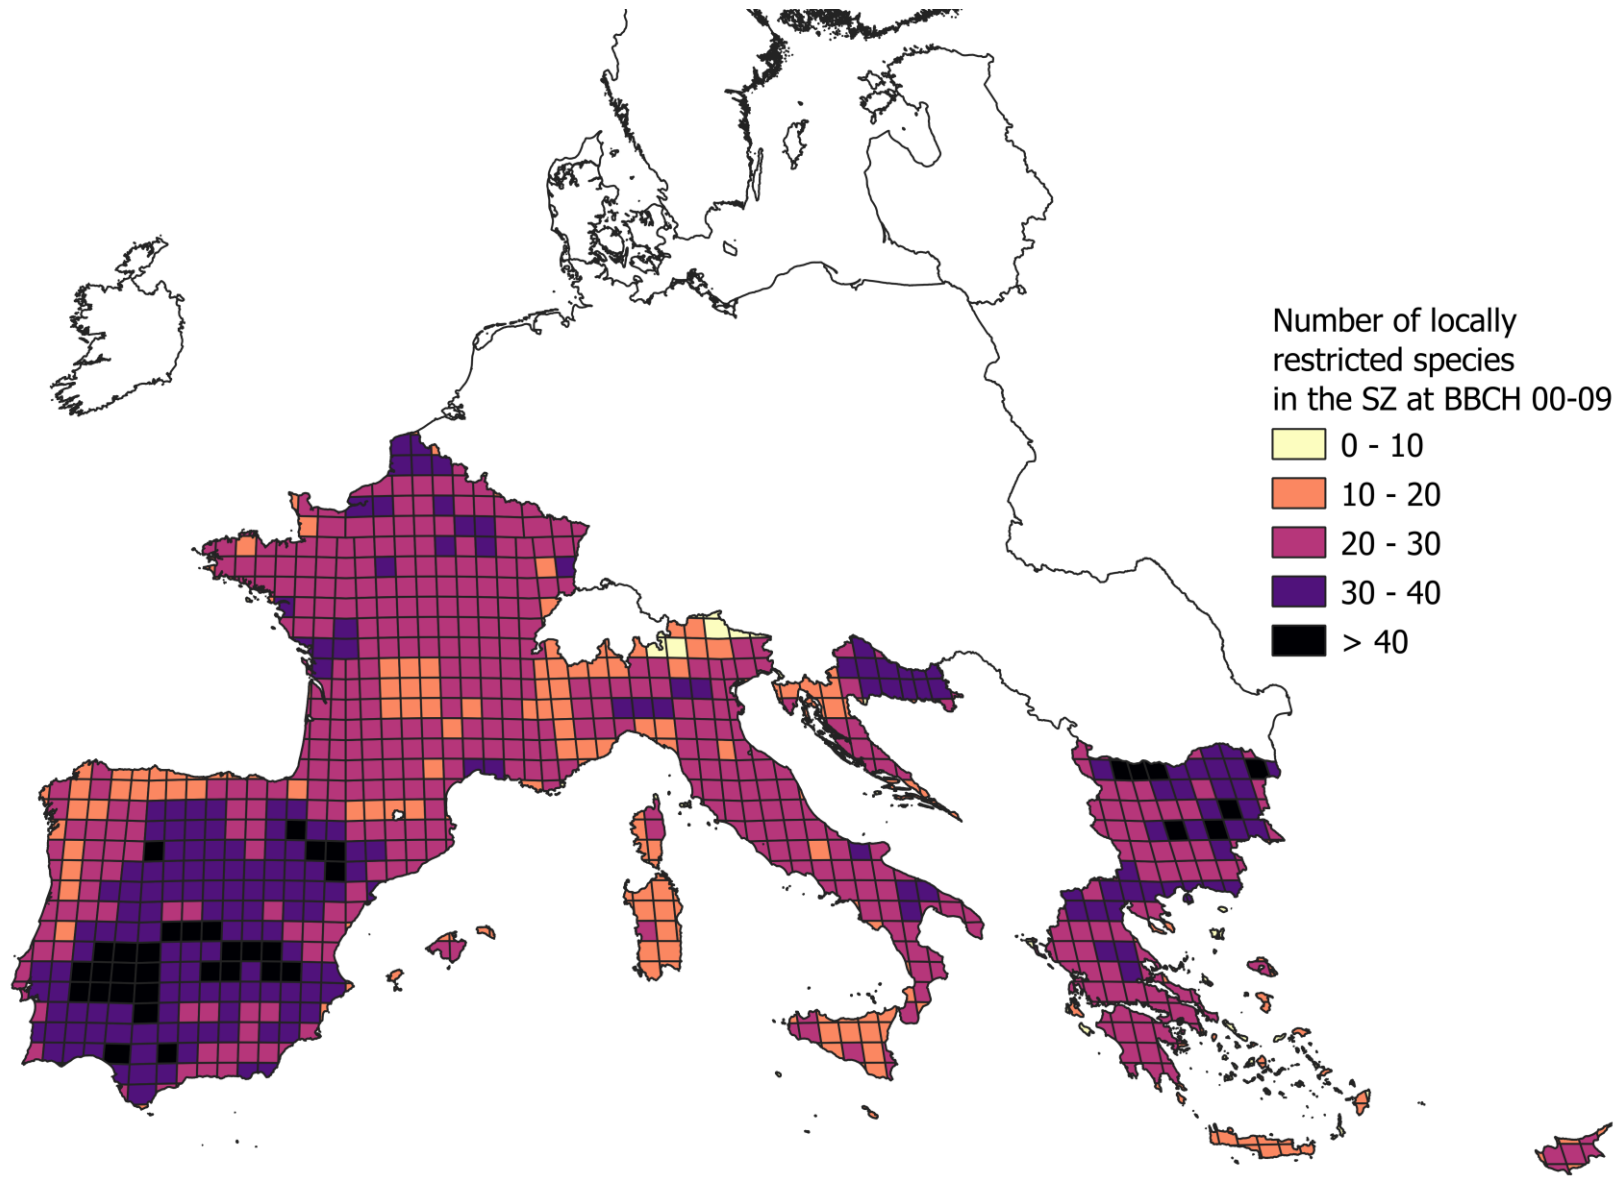 Number of locally
restricted species
in the SZ at BBCH 00-09
0 - 10
10 - 20
20 - 30
30 - 40
> 40